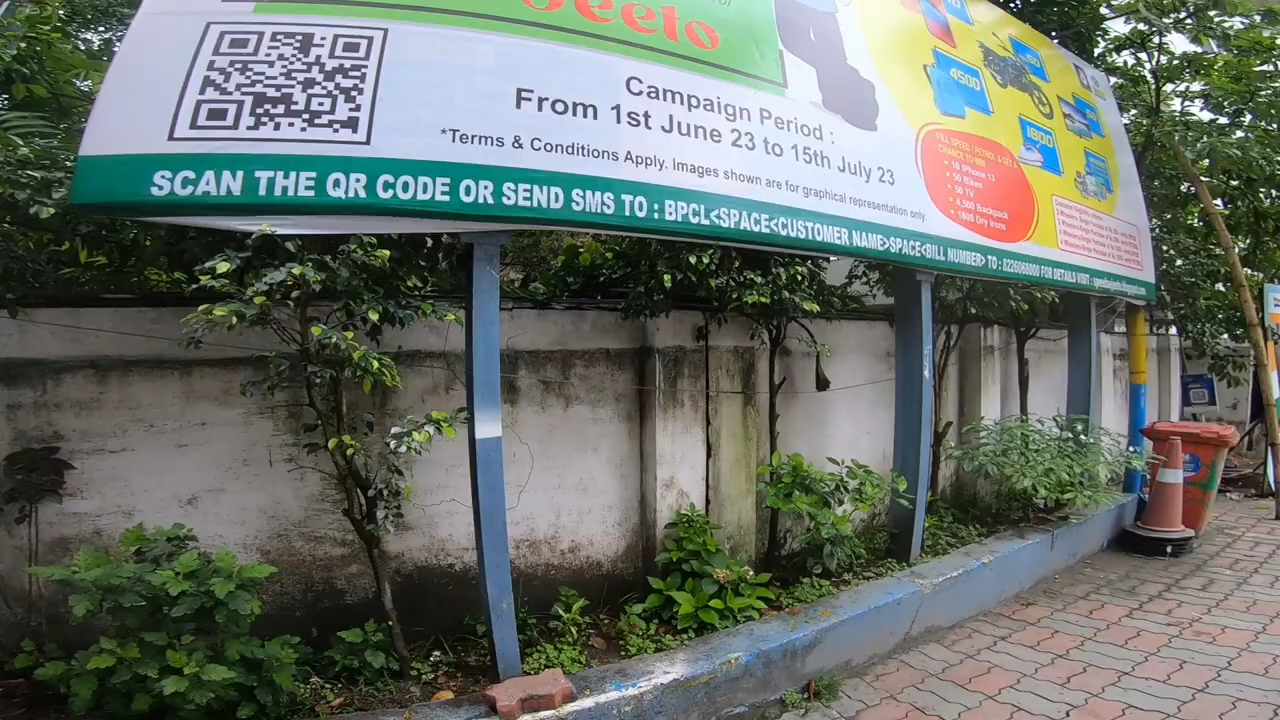 Jeeto
Campaign Period :
From 1st June 23 to 15th July 23
*Terms & Conditions Apply. Images shown are for graphical representation only.
SCAN THE QR CODE OR SEND SMS TO : BPCL<SPACE<CUSTOMER NAME>SPACE<BILL NUMBER> TO : 8226068000 FOR DETAILS VISIT :
4500
50
1800
50
FILL SPEED / PETROL & GET A
CHANCE TO WIN
• 10 iPhone 13
• 50 Bikes
• 50 TV
• 4,500 Backpack
• 1800 Dry Irons